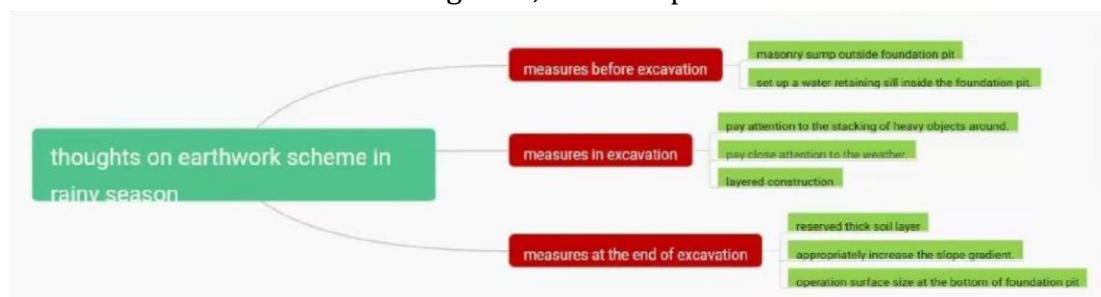 thoughts on earthwork scheme in
rainy season
measures before excavation
masonry sump outside foundation pit
set up a water retaining sill inside the foundation pit.
measures in excavation
pay attention to the stacking of heavy objects around.
pay close attention to the weather.
layered construction
measures at the end of excavation
reserved thick soil layer
appropriately increase the slope gradient.
operation surface size at the bottom of foundation pit